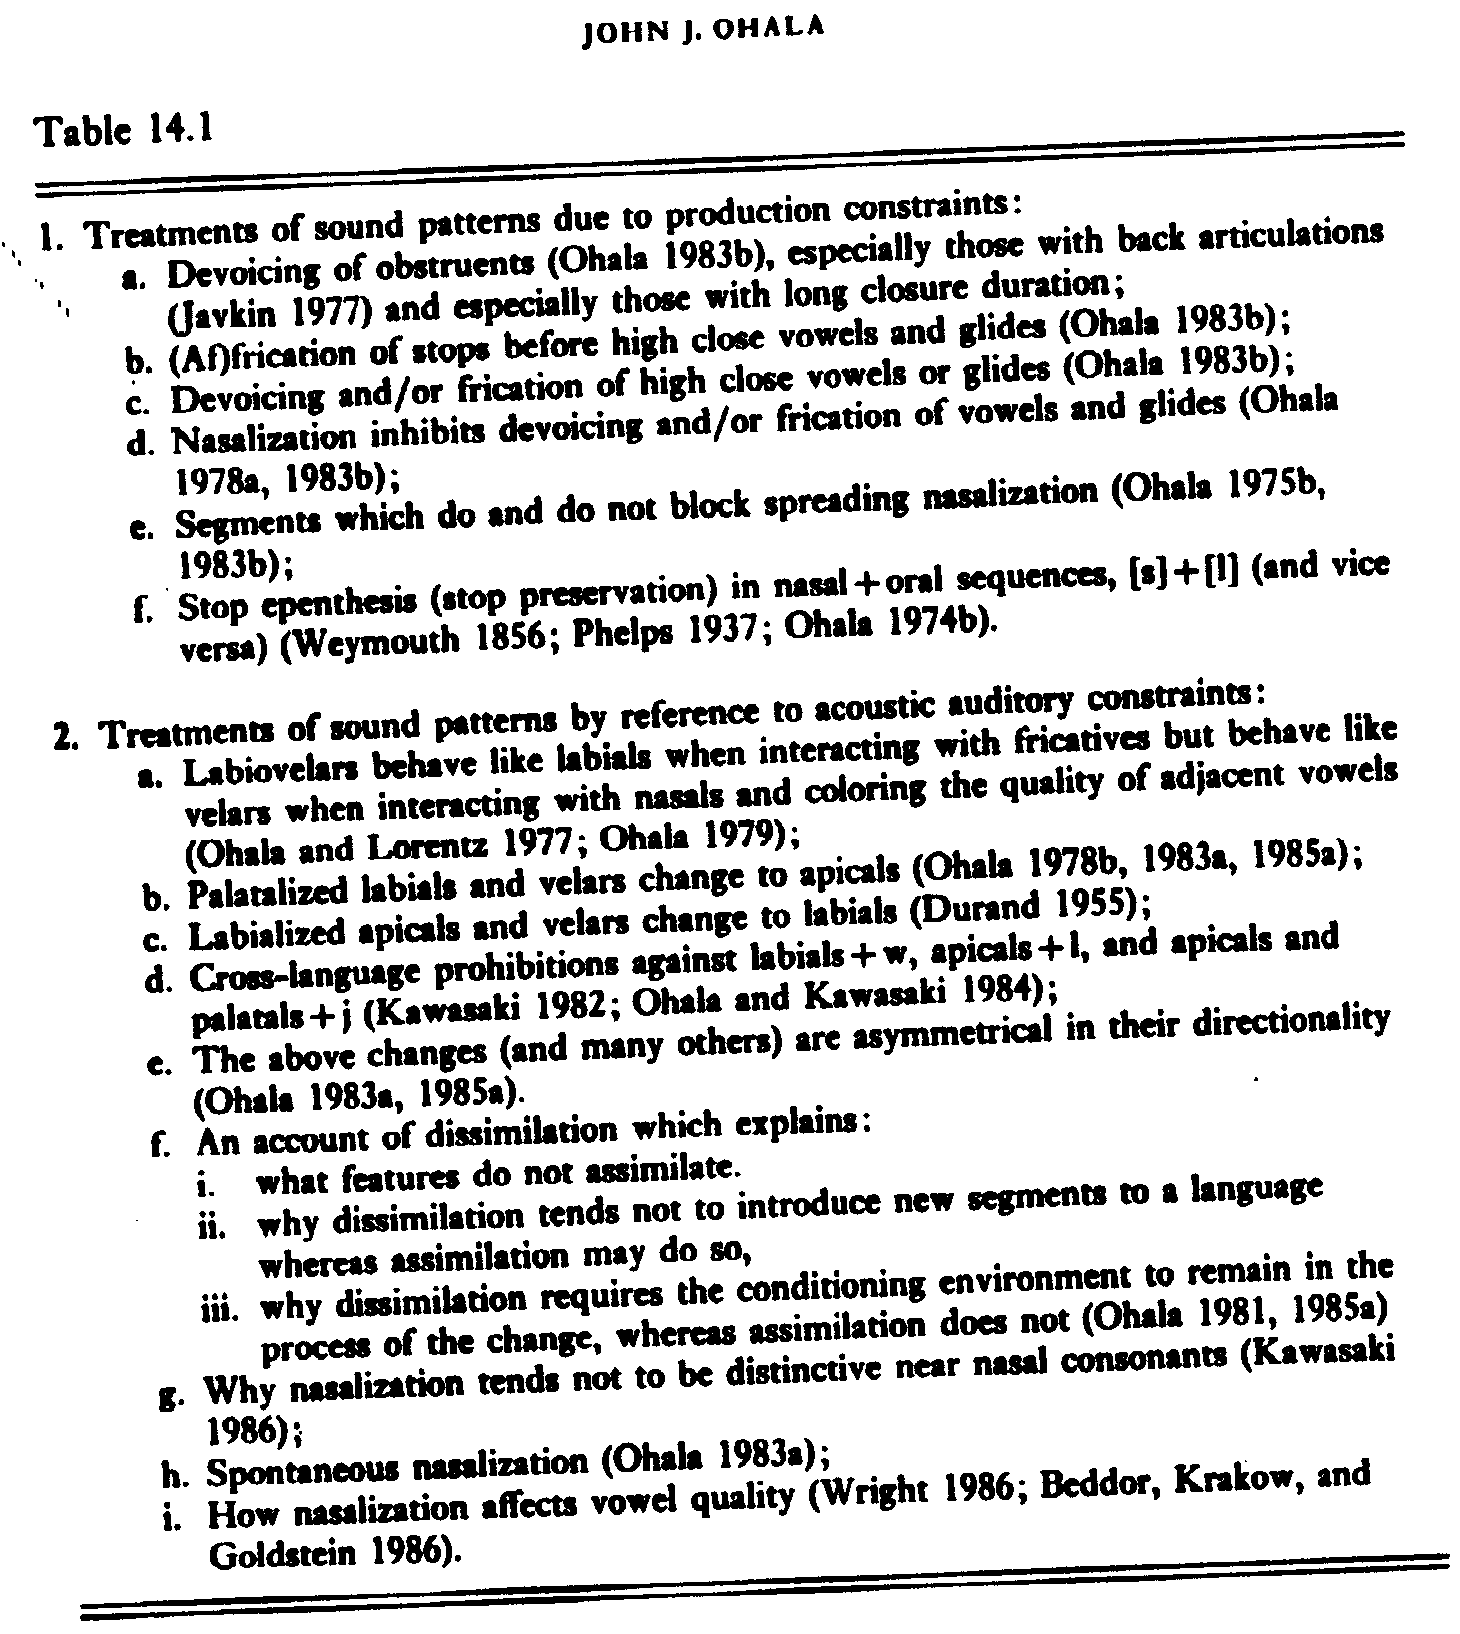 JOHN J. OHALA
Table 14.1
1. Treatments of sound patterns due to production constraints:
a. Devoicing of obstruents (Ohala 1983b), especially those with back articulations
(Javkin 1977) and especially those with long closure duration;
b. (Af)frication of stops before high close vowels and glides (Ohala 1983b);
c. Devoicing and/or frication of high close vowels or glides (Ohala 1983b);
d. Nasalization inhibits devoicing and/or frication of vowels and glides (Ohala
1978a, 1983b);
e. Segments which do and do not block spreading nasalization (Ohala 1975b,
1983b);
f. Stop epenthesis (stop preservation) in nasal+oral sequences, [s]+[l] (and vice
versa) (Weymouth 1856; Phelps 1937; Ohala 1974b).
2. Treatments of sound patterns by reference to acoustic auditory constraints:
a. Labiovelars behave like labials when interacting with fricatives but behave like
velars when interacting with nasals and coloring the quality of adjacent vowels
(Ohala and Lorentz 1977; Ohala 1979);
b. Palatalized labials and velars change to apicals (Ohala 1978b, 1983a, 1985a);
c. Labialized apicals and velars change to labials (Durand 1955);
d. Cross-language prohibitions against labials+w, apicals+l, and apicals and
palatals+j (Kawasaki 1982; Ohala and Kawasaki 1984);
e. The above changes (and many others) are asymmetrical in their directionality
(Ohala 1983a, 1985a).
f. An account of dissimilation which explains:
i. what features do not assimilate.
ii. why dissimilation tends not to introduce new segments to a language
whereas assimilation may do so,
iii. why dissimilation requires the conditioning environment to remain in the
process of the change, whereas assimilation does not (Ohala 1981, 1985a)
g. Why nasalization tends not to be distinctive near nasal consonants (Kawasaki
1986);
h. Spontaneous nasalization (Ohala 1983a);
i. How nasalization affects vowel quality (Wright 1986; Beddor, Krakow, and
Goldstein 1986).